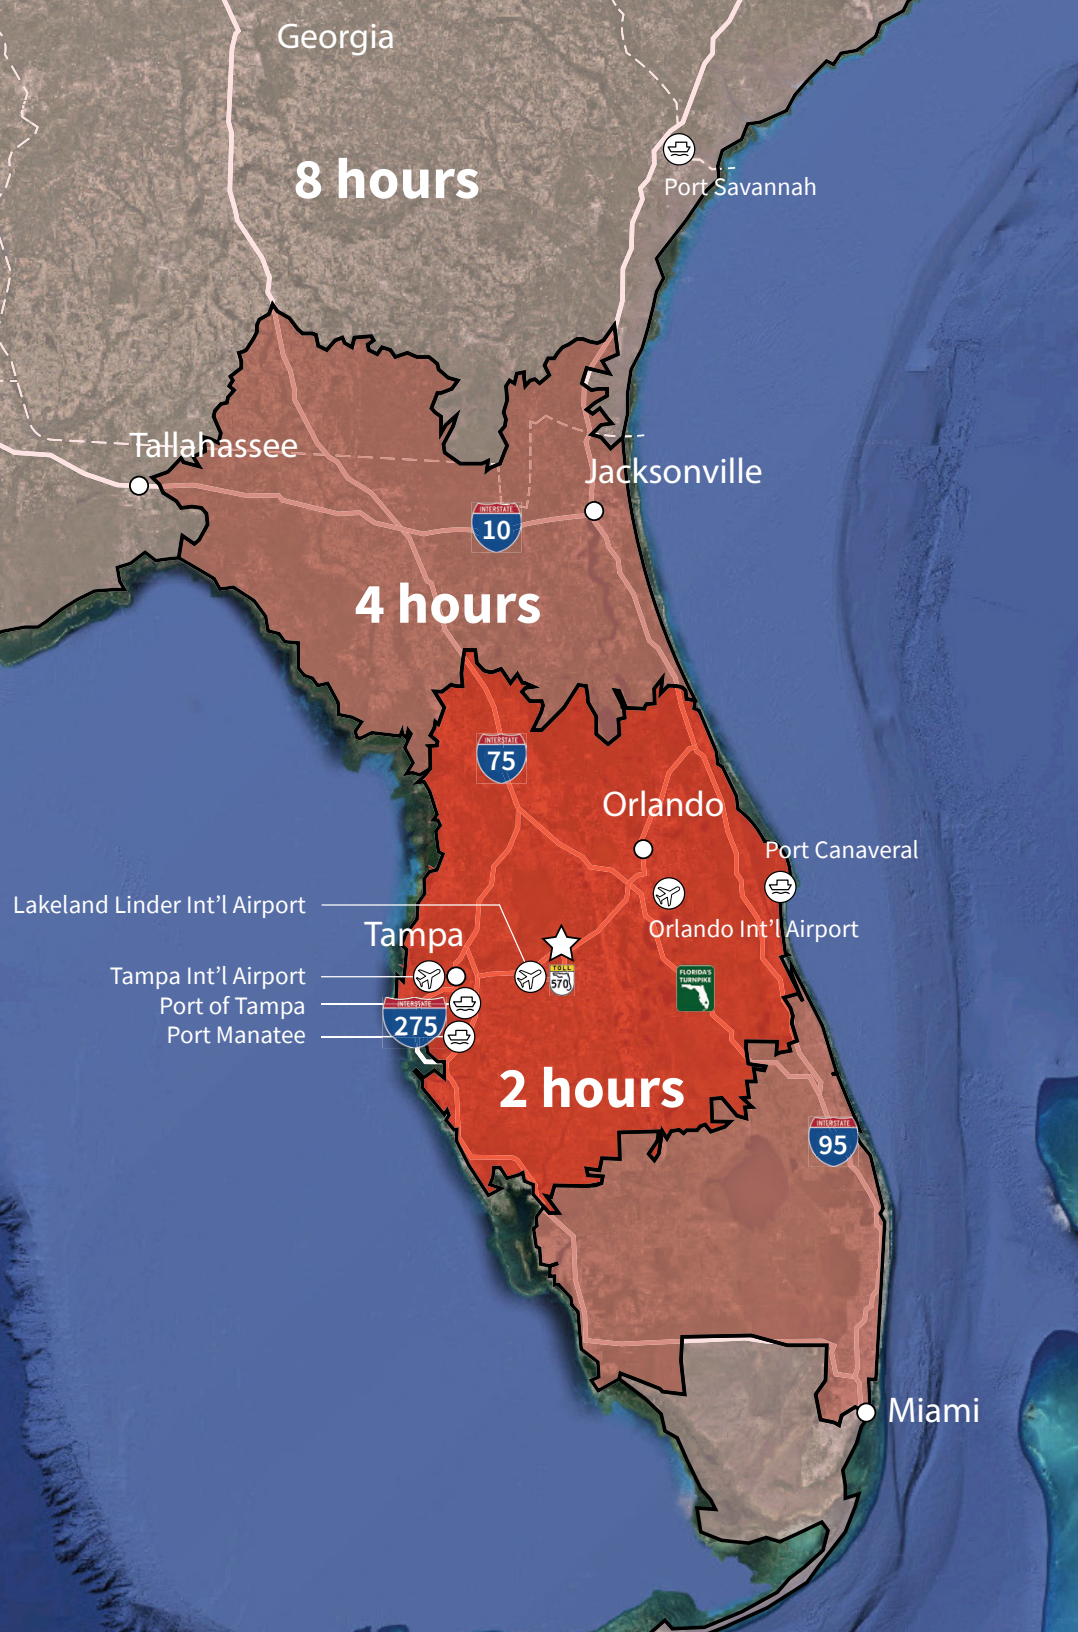 Georgia
8 hours
Port Savannah
Tallahassee
Jacksonville
INTERSTATE
10
4 hours
INTERSTATE
75
Orlando
Port Canaveral
Lakeland Linder Int'l Airport
Orlando Int'l Airport
Tampa
Tampa Int'l Airport
TOLL
570
FLORIDA'S
TURNPIKE
Port of Tampa
INTERSTATE
275
Port Manatee
2 hours
INTERSTATE
95
Miami